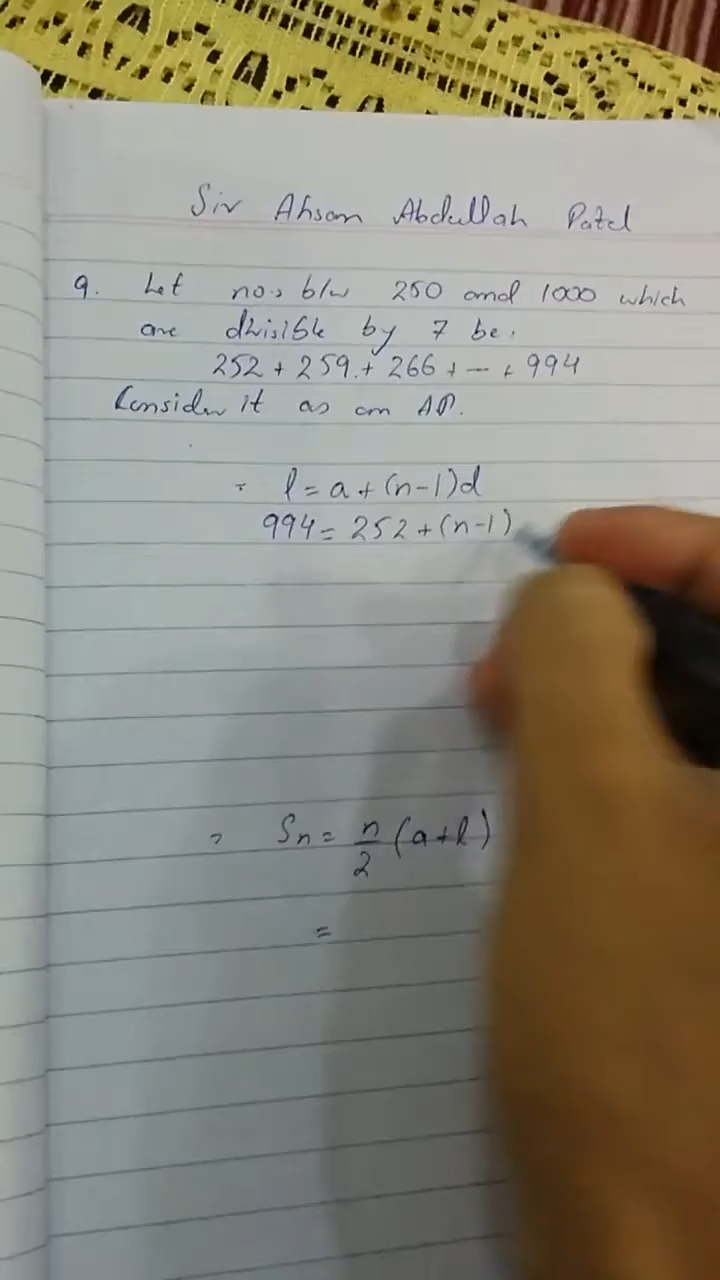 Sir Ahsan Abdullah Patel
9. Let nos b/w 250 and 1000 which
are divisible by 7 be.
252 + 259 + 266 + --- + 994
Consider it as an AP.
∵ l = a + (n-1)d
994 = 252 + (n-1)
Sn = n/2 (a+l)
=